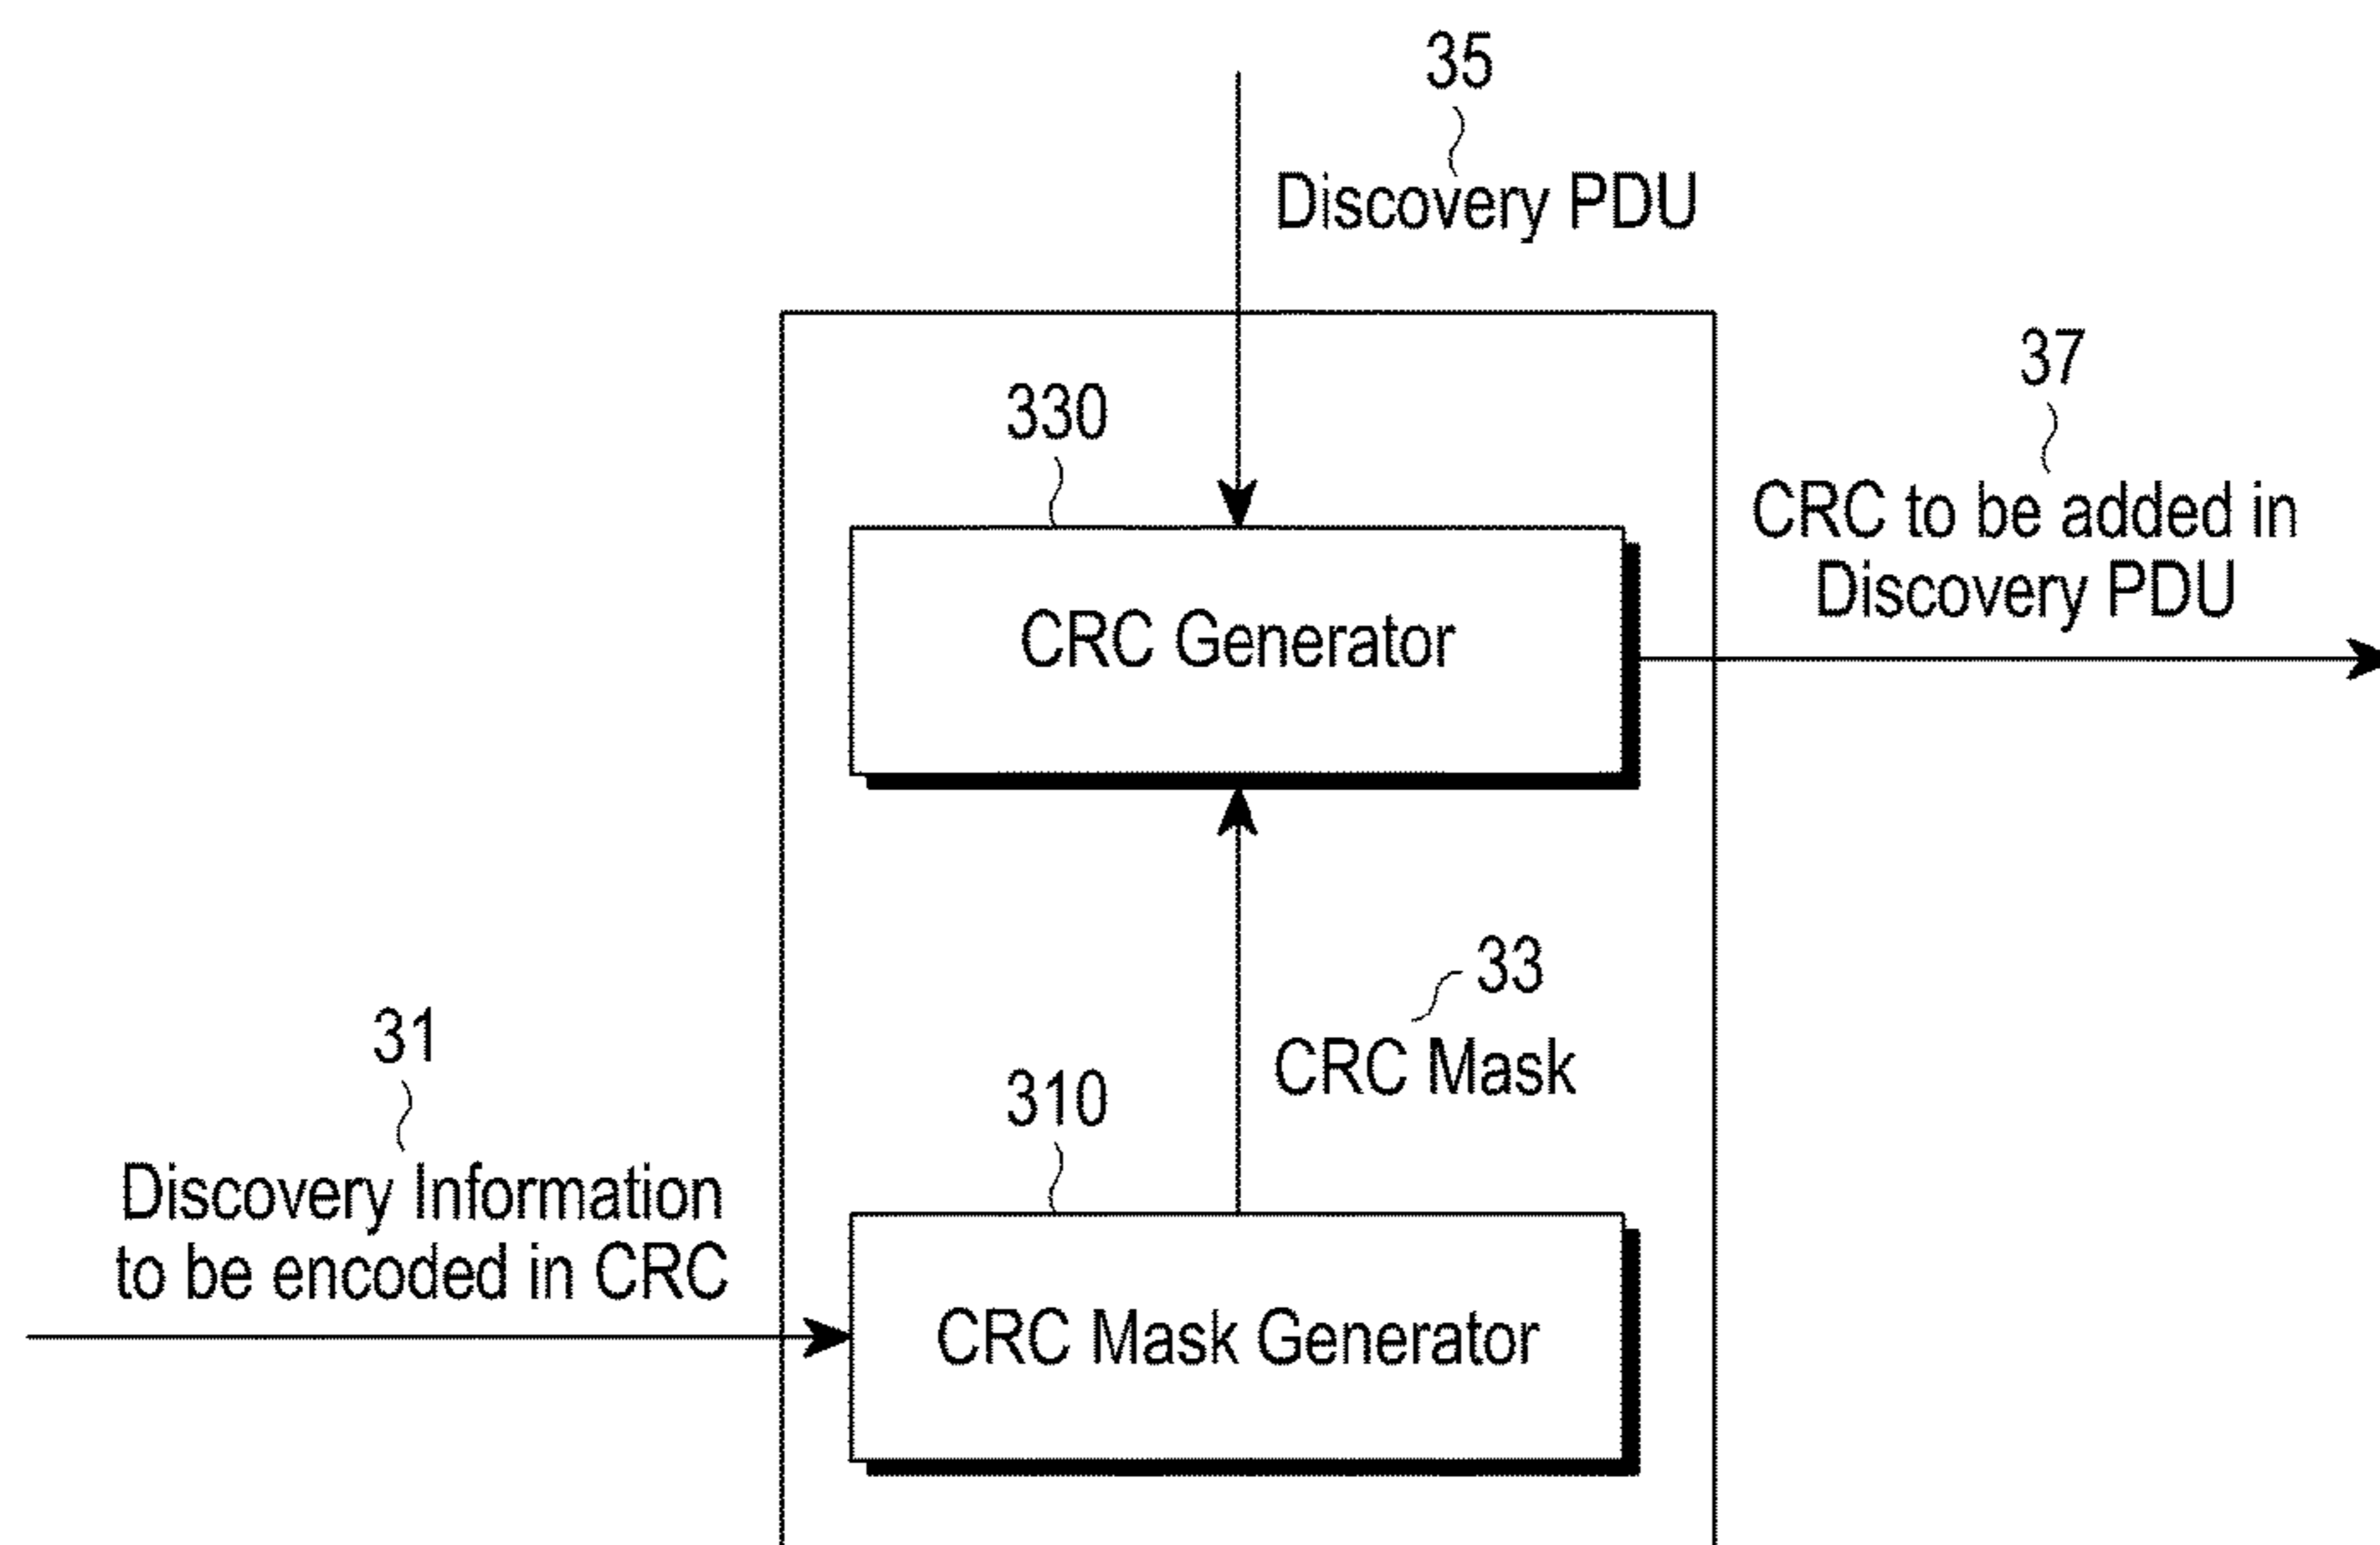 35
Discovery PDU
37
CRC to be added in
Discovery PDU
330
CRC Generator
33
CRC Mask
31
Discovery Information
to be encoded in CRC
310
CRC Mask Generator